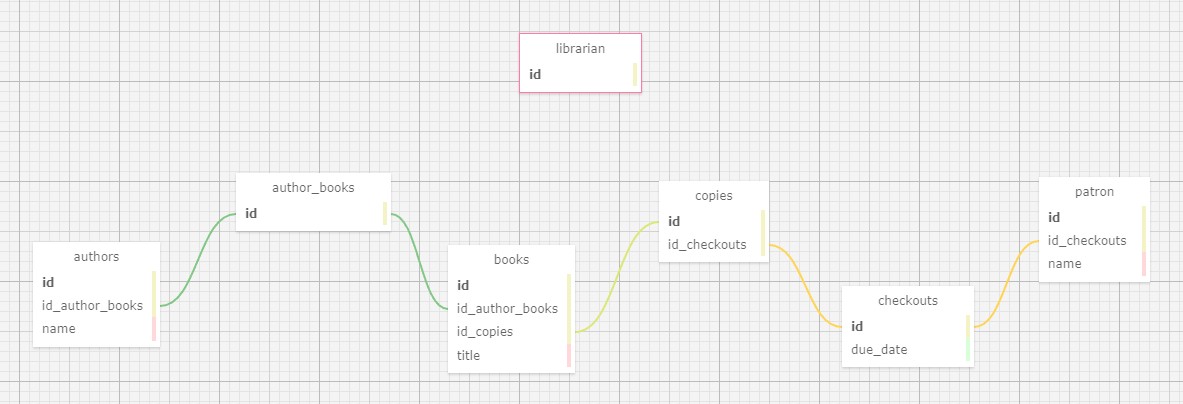 librarian
id
author_books
id
authors
id
id_author_books
name
books
id
id_author_books
id_copies
title
copies
id
id_checkouts
checkouts
id
due_date
patron
id
id_checkouts
name